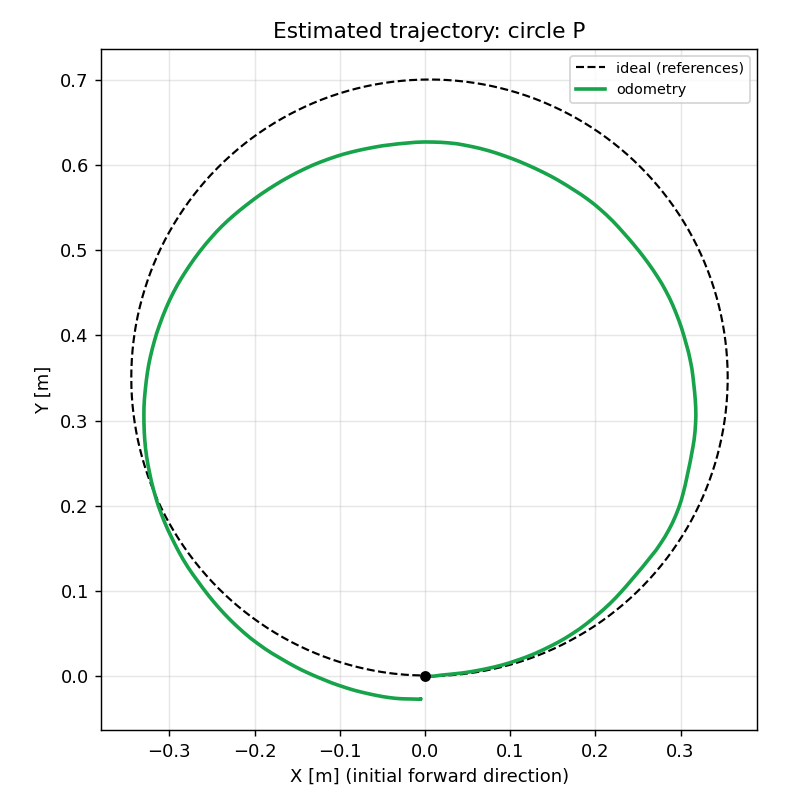 Estimated trajectory: circle P
ideal (references)
odometry
0.7
0.6
0.5
0.4
0.3
0.2
0.1
0.0
Y [m]
−0.3 −0.2 −0.1 0.0 0.1 0.2 0.3
X [m] (initial forward direction)